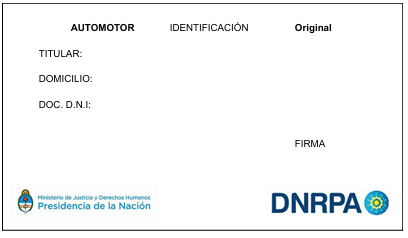 AUTOMOTOR IDENTIFICACIÓN Original
TITULAR:
DOMICILIO:
DOC. D.N.I:
FIRMA
Ministerio de Justicia y Derechos Humanos
Presidencia de la Nación
DNRPA